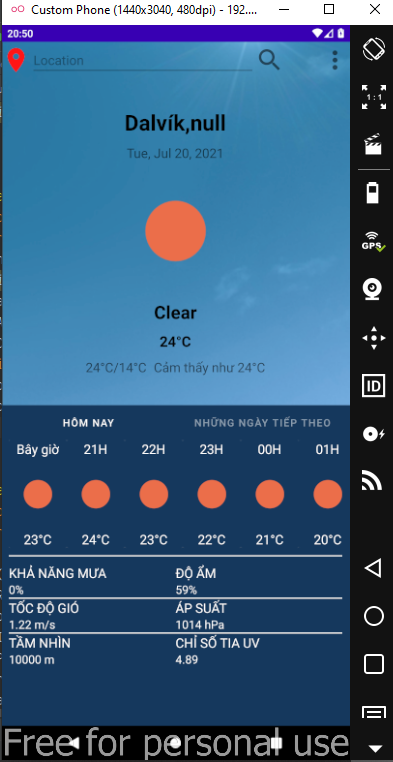 Custom Phone (1440x3040, 480dpi) - 192....
20:50
Location
Dalvík,null
Tue, Jul 20, 2021
Clear
24°C
24°C/14°C Cảm thấy như 24°C
HÔM NAY NHỮNG NGÀY TIẾP THEO
Bây giờ 21H 22H 23H 00H 01H
23°C 24°C 23°C 22°C 21°C 20°C
KHẢ NĂNG MƯA ĐỘ ẨM
0% 59%
TỐC ĐỘ GIÓ ÁP SUẤT
1.22 m/s 1014 hPa
TẦM NHÌN CHỈ SỐ TIA UV
10000 m 4.89
Free for personal use
1:1
GPS
ID